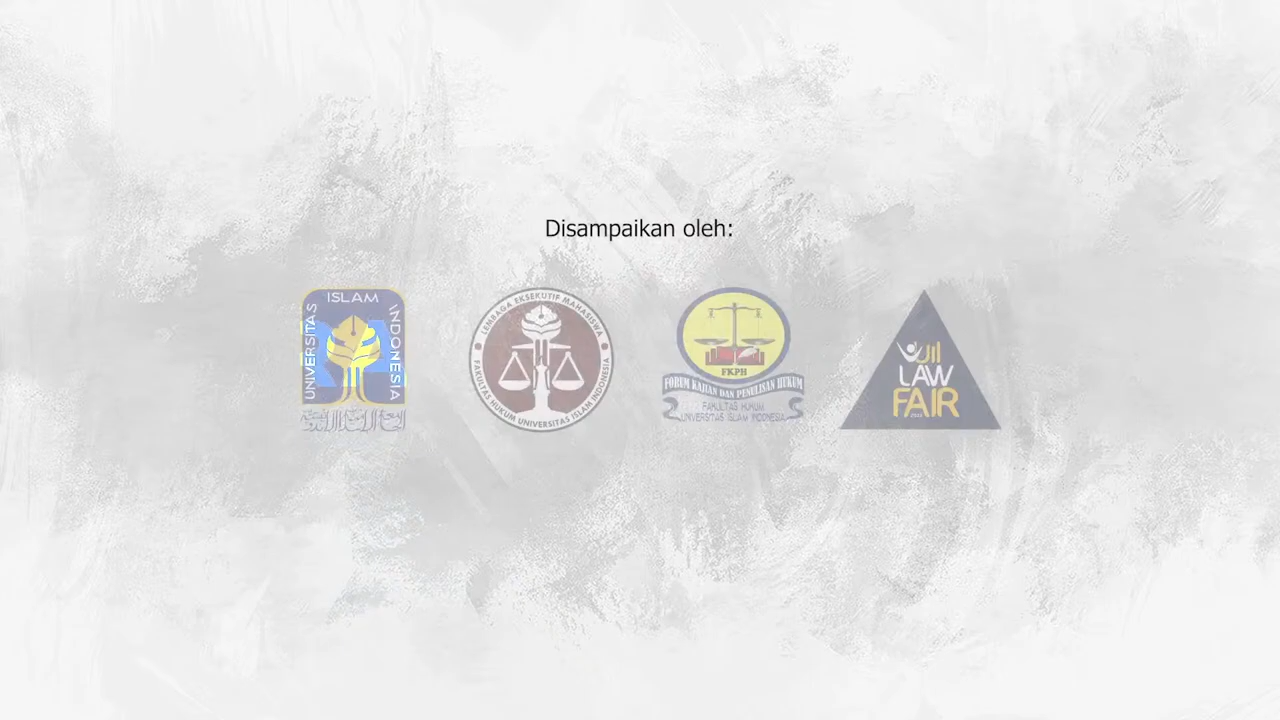 Disampaikan oleh:
UNIVERSITAS ISLAM INDONESIA
LEMBAGA EKSEKUTIF MAHASISWA
FAKULTAS HUKUM UNIVERSITAS ISLAM INDONESIA
FKPH
FORUM KAJIAN DAN PENULISAN HUKUM
FAKULTAS HUKUM
UNIVERSITAS ISLAM INDONESIA
UII
LAW
FAIR